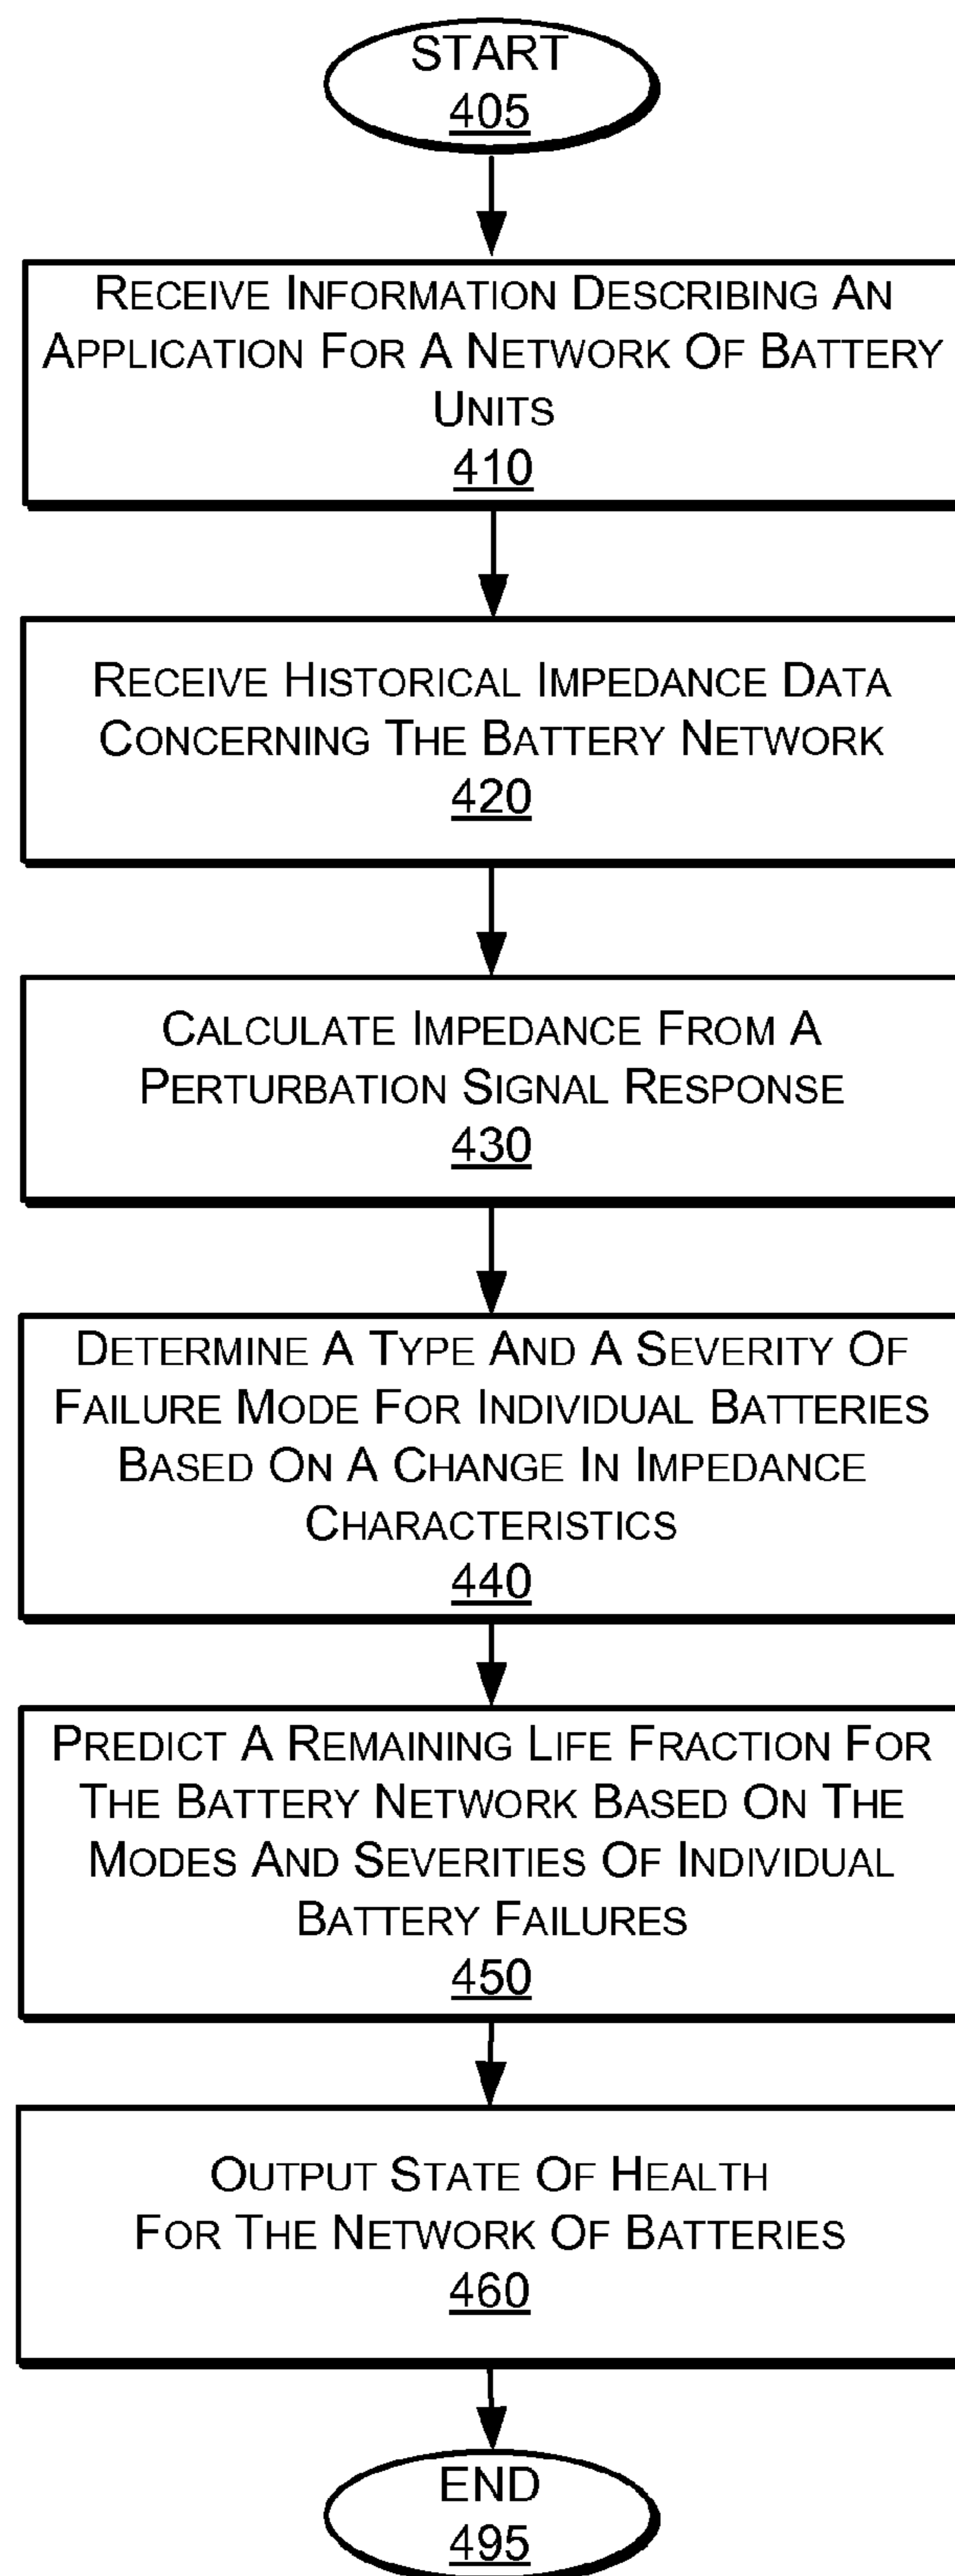 START
405
RECEIVE INFORMATION DESCRIBING AN
APPLICATION FOR A NETWORK OF BATTERY
UNITS
410
RECEIVE HISTORICAL IMPEDANCE DATA
CONCERNING THE BATTERY NETWORK
420
CALCULATE IMPEDANCE FROM A
PERTURBATION SIGNAL RESPONSE
430
DETERMINE A TYPE AND A SEVERITY OF
FAILURE MODE FOR INDIVIDUAL BATTERIES
BASED ON A CHANGE IN IMPEDANCE
CHARACTERISTICS
440
PREDICT A REMAINING LIFE FRACTION FOR
THE BATTERY NETWORK BASED ON THE
MODES AND SEVERITIES OF INDIVIDUAL
BATTERY FAILURES
450
OUTPUT STATE OF HEALTH
FOR THE NETWORK OF BATTERIES
460
END
495